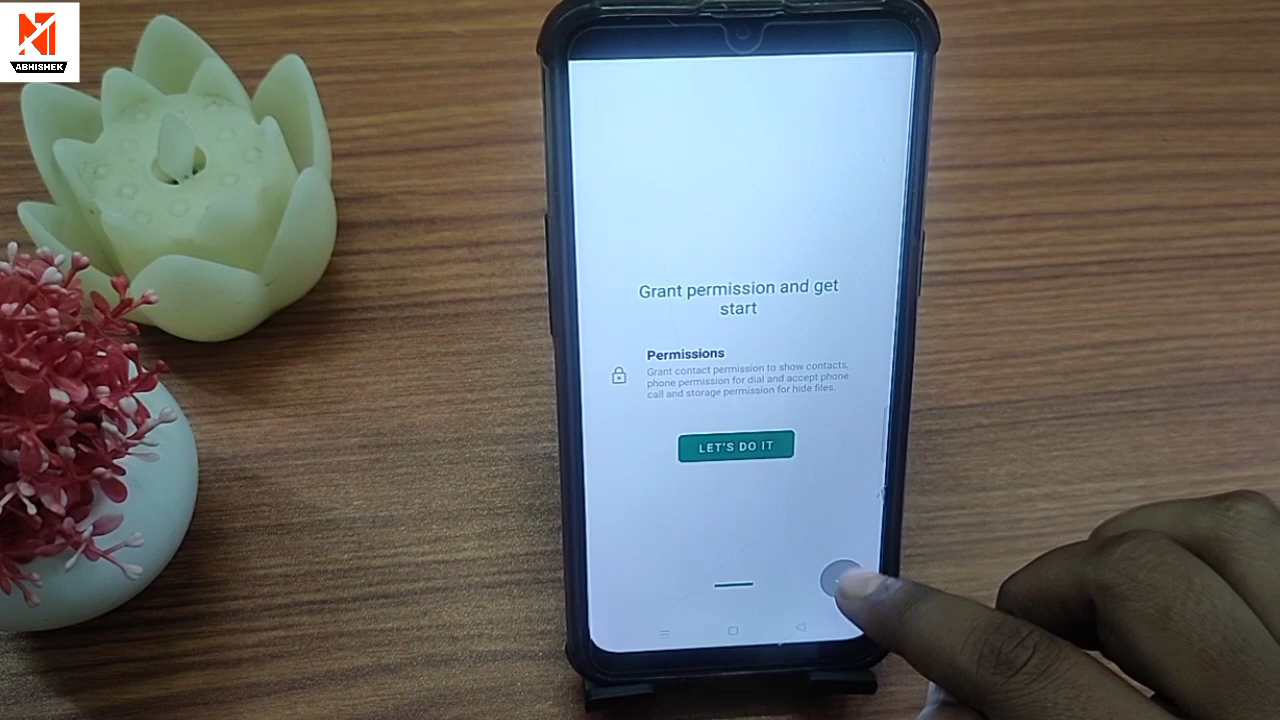 ABHISHEK
Grant permission and get
start
Permissions
Grant contact permission to show contacts,
phone permission for dial and accept phone
call and storage permission for hide files.
LET'S DO IT